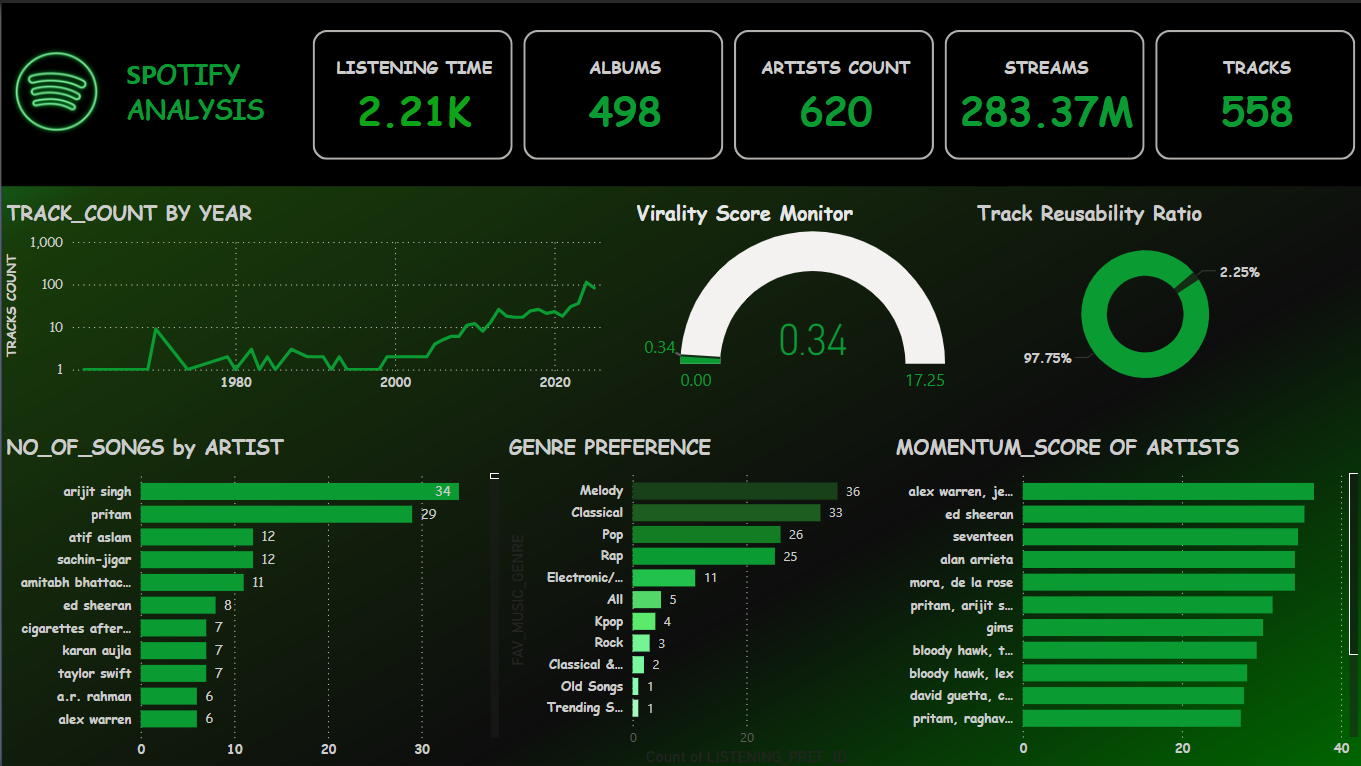 SPOTIFY
ANALYSIS
LISTENING TIME
2.21K
ALBUMS
498
ARTISTS COUNT
620
STREAMS
283.37M
TRACKS
558
TRACK_COUNT BY YEAR
TRACKS COUNT
1,000
100
10
1
1980
2000
2020
Virality Score Monitor
0.34
0.34
0.00
17.25
Track Reusability Ratio
2.25%
97.75%
NO_OF_SONGS by ARTIST
arijit singh 34
pritam 29
atif aslam 12
sachin-jigar 12
amitabh bhattac... 11
ed sheeran 8
cigarettes after... 7
karan aujla 7
taylor swift 7
a.r. rahman 6
alex warren 6
0 10 20 30
GENRE PREFERENCE
FAV_MUSIC_GENRE
Melody 36
Classical 33
Pop 26
Rap 25
Electronic/... 11
All 5
Kpop 4
Rock 3
Classical &... 2
Old Songs 1
Trending S... 1
0 20
Count of LISTENING_PREF_ID
MOMENTUM_SCORE OF ARTISTS
alex warren, je...
ed sheeran
seventeen
alan arrieta
mora, de la rose
pritam, arijit s...
gims
bloody hawk, t...
bloody hawk, lex
david guetta, c...
pritam, raghav...
0 20 40